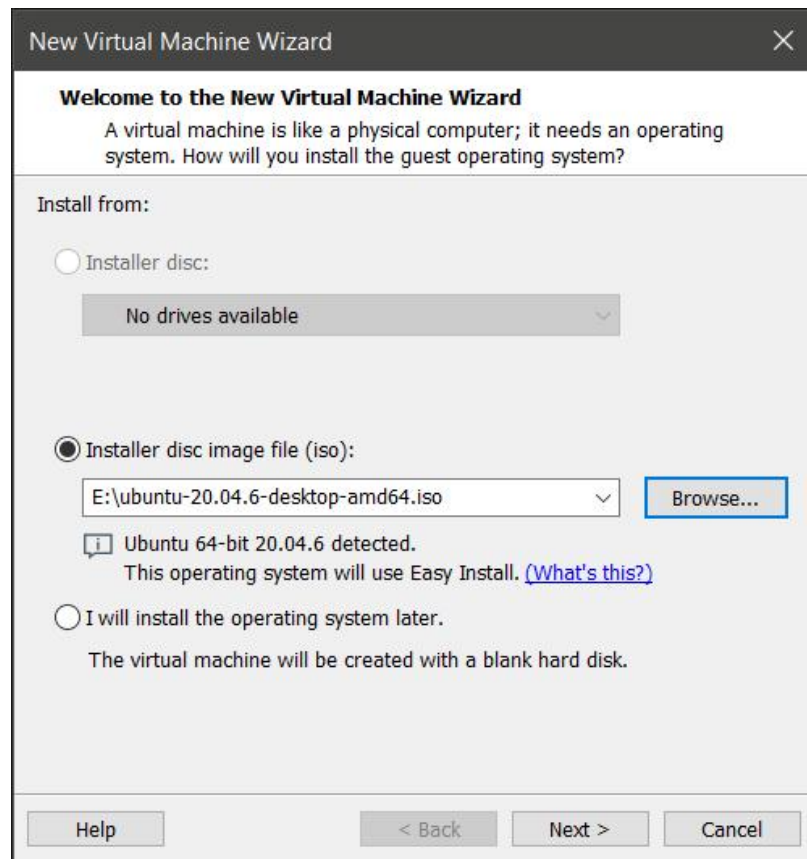 New Virtual Machine Wizard
Welcome to the New Virtual Machine Wizard
A virtual machine is like a physical computer; it needs an operating
system. How will you install the guest operating system?
Install from:
Installer disc:
No drives available
Installer disc image file (iso):
E:\ubuntu-20.04.6-desktop-amd64.iso
Browse...
Ubuntu 64-bit 20.04.6 detected.
This operating system will use Easy Install. (What's this?)
I will install the operating system later.
The virtual machine will be created with a blank hard disk.
Help
< Back
Next >
Cancel